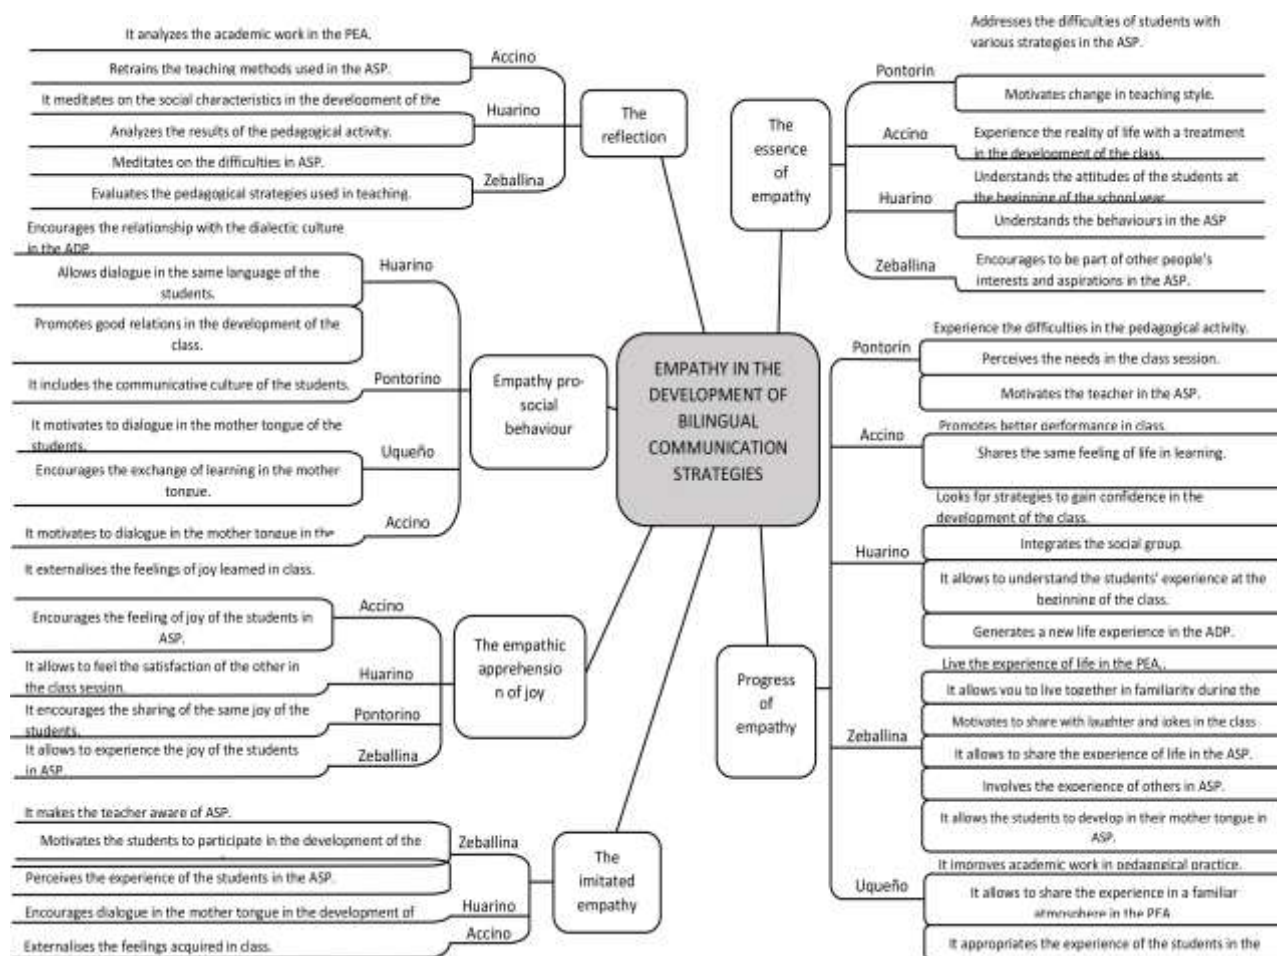 It analyzes the academic work in the PEA.
Accino
Retrains the teaching methods used in the ASP.
It meditates on the social characteristics in the development of the
Huarino
Analyzes the results of the pedagogical activity.
Meditates on the difficulties in ASP.
Zeballina
Evaluates the pedagogical strategies used in teaching.
The
reflection
Encourages the relationship with the dialectic culture
in the ADP.
Huarino
Allows dialogue in the same language of the
students.
Promotes good relations in the development of the
class.
It includes the communicative culture of the students.
Pontorino
It motivates to dialogue in the mother tongue of the
students.
Uqueño
Encourages the exchange of learning in the mother
tongue.
Accino
It motivates to dialogue in the mother tongue in the
Empathy pro-
social
behaviour
It externalises the feelings of joy learned in class.
Accino
Encourages the feeling of joy of the students in
ASP.
It allows to feel the satisfaction of the other in
the class session.
Huarino
It encourages the sharing of the same joy of the
students.
Pontorino
It allows to experience the joy of the students
in ASP.
Zeballina
The empathic
apprehensio
n of joy
It makes the teacher aware of ASP.
Motivates the students to participate in the development of the
Zeballina
Perceives the experience of the students in the ASP.
Encourages dialogue in the mother tongue in the development of
Huarino
Accino
Externalises the feelings acquired in class.
The
imitated
empathy
EMPATHY IN THE
DEVELOPMENT OF
BILINGUAL
COMMUNICATION
STRATEGIES
The
essence
of
empathy
Addresses the difficulties of students with
various strategies in the ASP.
Pontorin
Motivates change in teaching style.
Accino
Experience the reality of life with a treatment
in the development of the class.
Understands the attitudes of the students at
the beginning of the school year
Huarino
Understands the behaviours in the ASP
Zeballina
Encourages to be part of other people's
interests and aspirations in the ASP.
Progress
of
empathy
Experience the difficulties in the pedagogical activity.
Pontorin
Perceives the needs in the class session.
Motivates the teacher in the ASP.
Promotes better performance in class.
Accino
Shares the same feeling of life in learning.
Looks for strategies to gain confidence in the
development of the class.
Huarino
Integrates the social group.
It allows to understand the students' experience at the
beginning of the class.
Generates a new life experience in the ADP.
Live the experience of life in the PEA..
It allows you to live together in familiarity during the
Motivates to share with laughter and jokes in the class
Zeballina
It allows to share the experience of life in the ASP.
Involves the experience of others in ASP.
It allows the students to develop in their mother tongue in
ASP.
It improves academic work in pedagogical practice.
Uqueño
It allows to share the experience in a familiar
atmosphere in the PEA
It appropriates the experience of the students in the